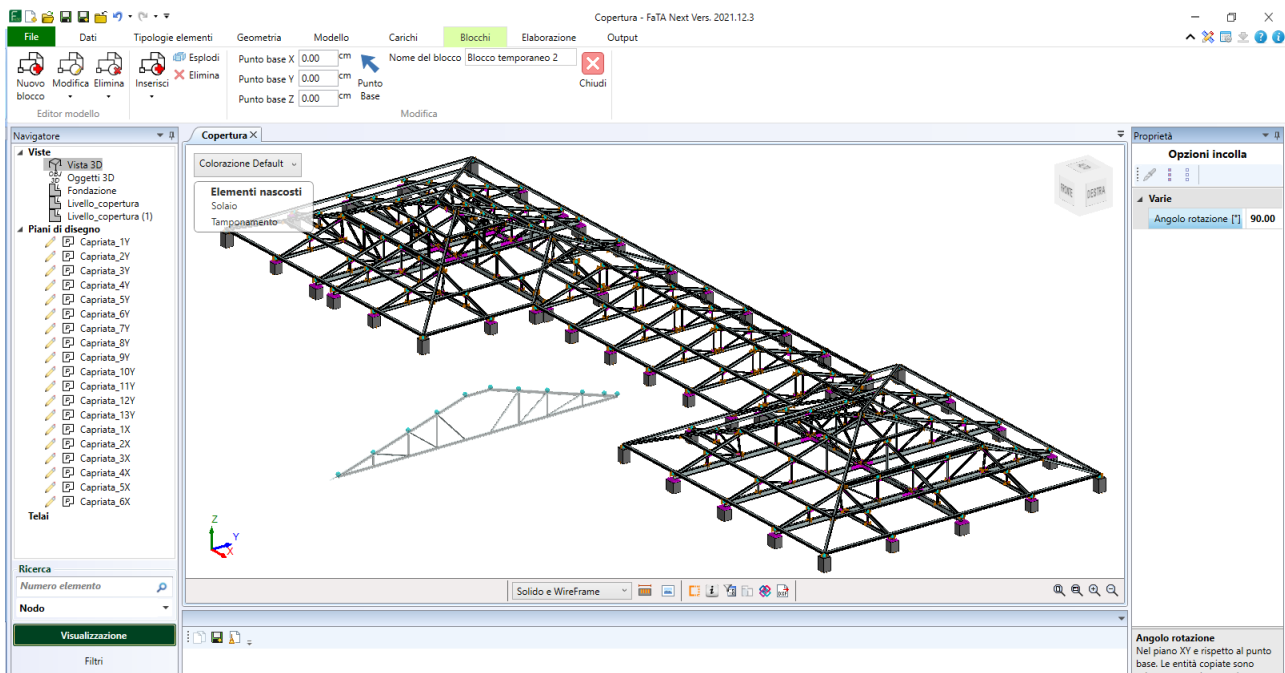 Copertura - FaTA Next Vers. 2021.12.3
File Dati Tipologie elementi Geometria Modello Carichi Blocchi Elaborazione Output
Nuovo blocco
Modifica
Elimina
Inserisci
Esplodi
Elimina
Punto base X 0.00 cm
Punto base Y 0.00 cm
Punto base Z 0.00 cm
Punto Base
Nome del blocco Blocco temporaneo 2
Chiudi
Editor modello
Modifica
Navigatore
Viste
Vista 3D
OBJ 3D Oggetti 3D
Fondazione
Livello_copertura
Livello_copertura (1)
Piani di disegno
Capriata_1Y
Capriata_2Y
Capriata_3Y
Capriata_4Y
Capriata_5Y
Capriata_6Y
Capriata_7Y
Capriata_8Y
Capriata_9Y
Capriata_10Y
Capriata_11Y
Capriata_12Y
Capriata_13Y
Capriata_1X
Capriata_2X
Capriata_3X
Capriata_4X
Capriata_5X
Capriata_6X
Telai
Ricerca
Numero elemento
Nodo
Visualizzazione
Filtri
Copertura
Colorazione Default
Elementi nascosti
Solaio
Tamponamento
DESTRA
Z
Y
X
Solido e WireFrame
Proprietà
Opzioni incolla
Varie
Angolo rotazione [°] 90.00
Angolo rotazione
Nel piano XY e rispetto al punto
base. Le entità copiate sono